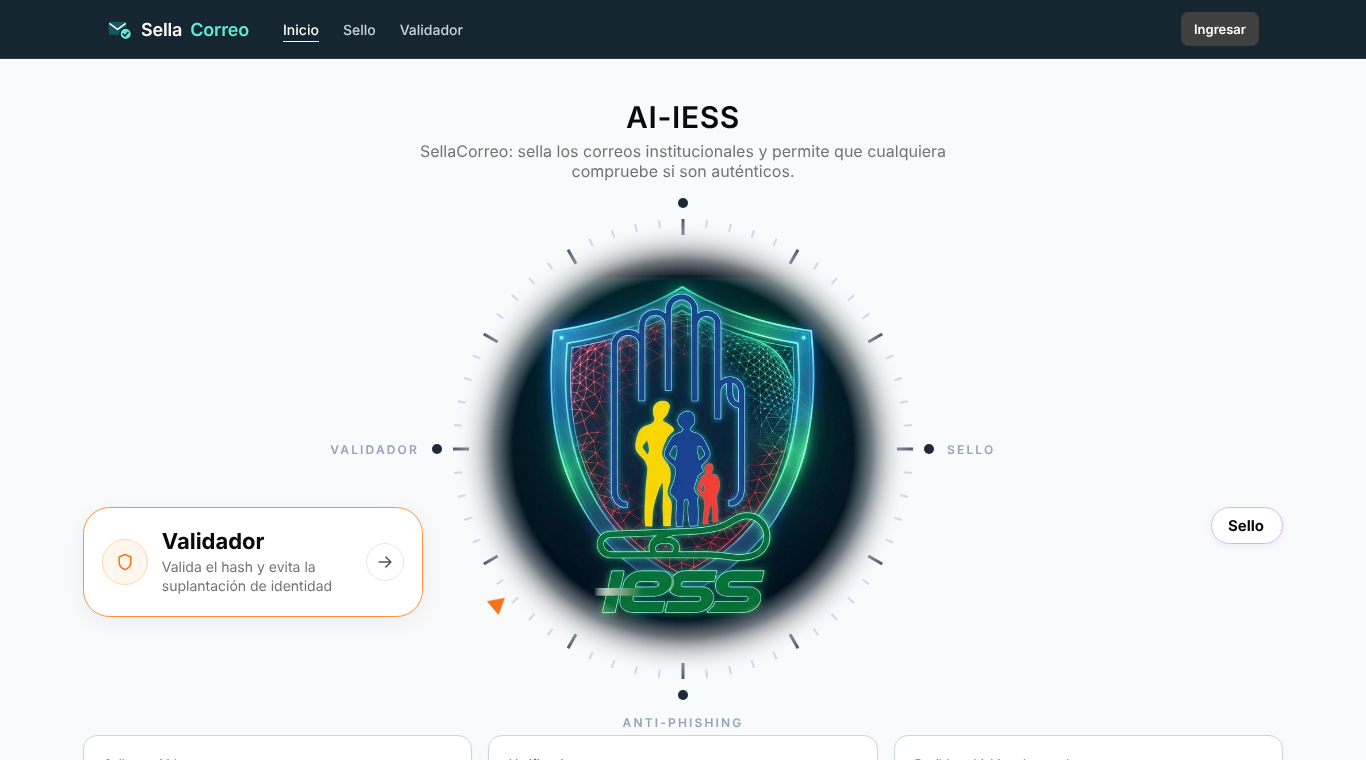 Sella Correo
Inicio
Sello
Validador
Ingresar
AI-IESS
SellaCorreo: sella los correos institucionales y permite que cualquiera
compruebe si son auténticos.
VALIDADOR
SELLO
Validador
Valida el hash y evita la
suplantación de identidad
Sello
IESS
ANTI-PHISHING